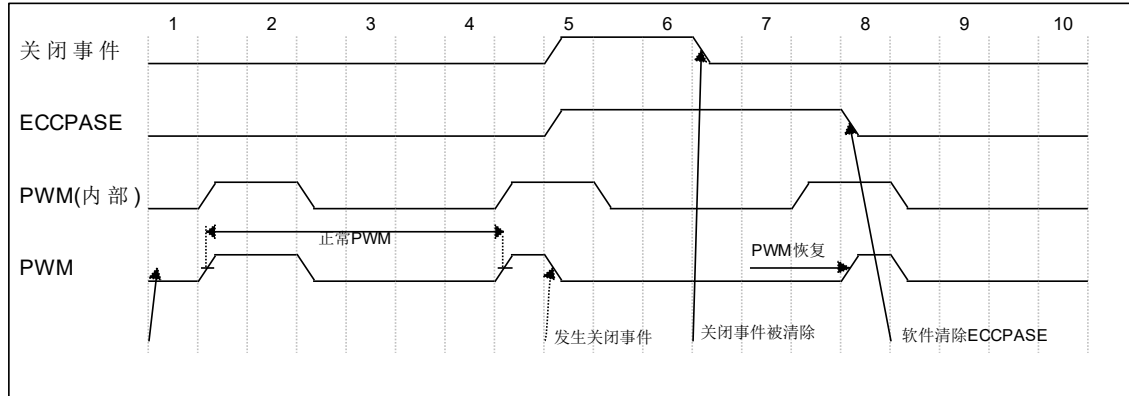 1 2 3 4 5 6 7 8 9 10
关闭事件
ECCPASE
PWM(内部)
正常PWM
PWM
PWM恢复
发生关闭事件
关闭事件被清除
软件清除ECCPASE